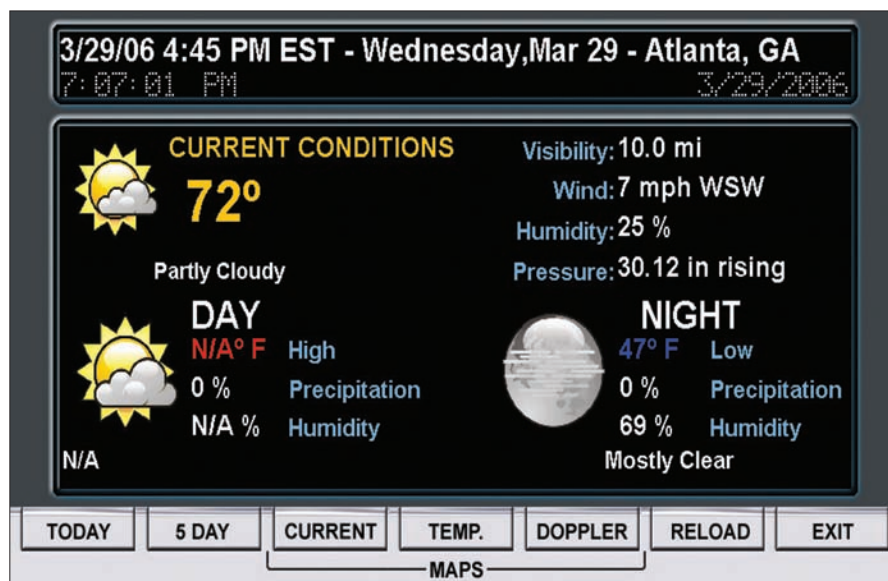 3/29/06 4:45 PM EST - Wednesday,Mar 29 - Atlanta, GA
7:07:01 PM 3/29/2006
CURRENT CONDITIONS
72º
Partly Cloudy
Visibility: 10.0 mi
Wind: 7 mph WSW
Humidity: 25 %
Pressure: 30.12 in rising
DAY
N/Aº F High
0 % Precipitation
N/A % Humidity
N/A
NIGHT
47º F Low
0 % Precipitation
69 % Humidity
Mostly Clear
TODAY 5 DAY CURRENT TEMP. DOPPLER RELOAD EXIT
MAPS